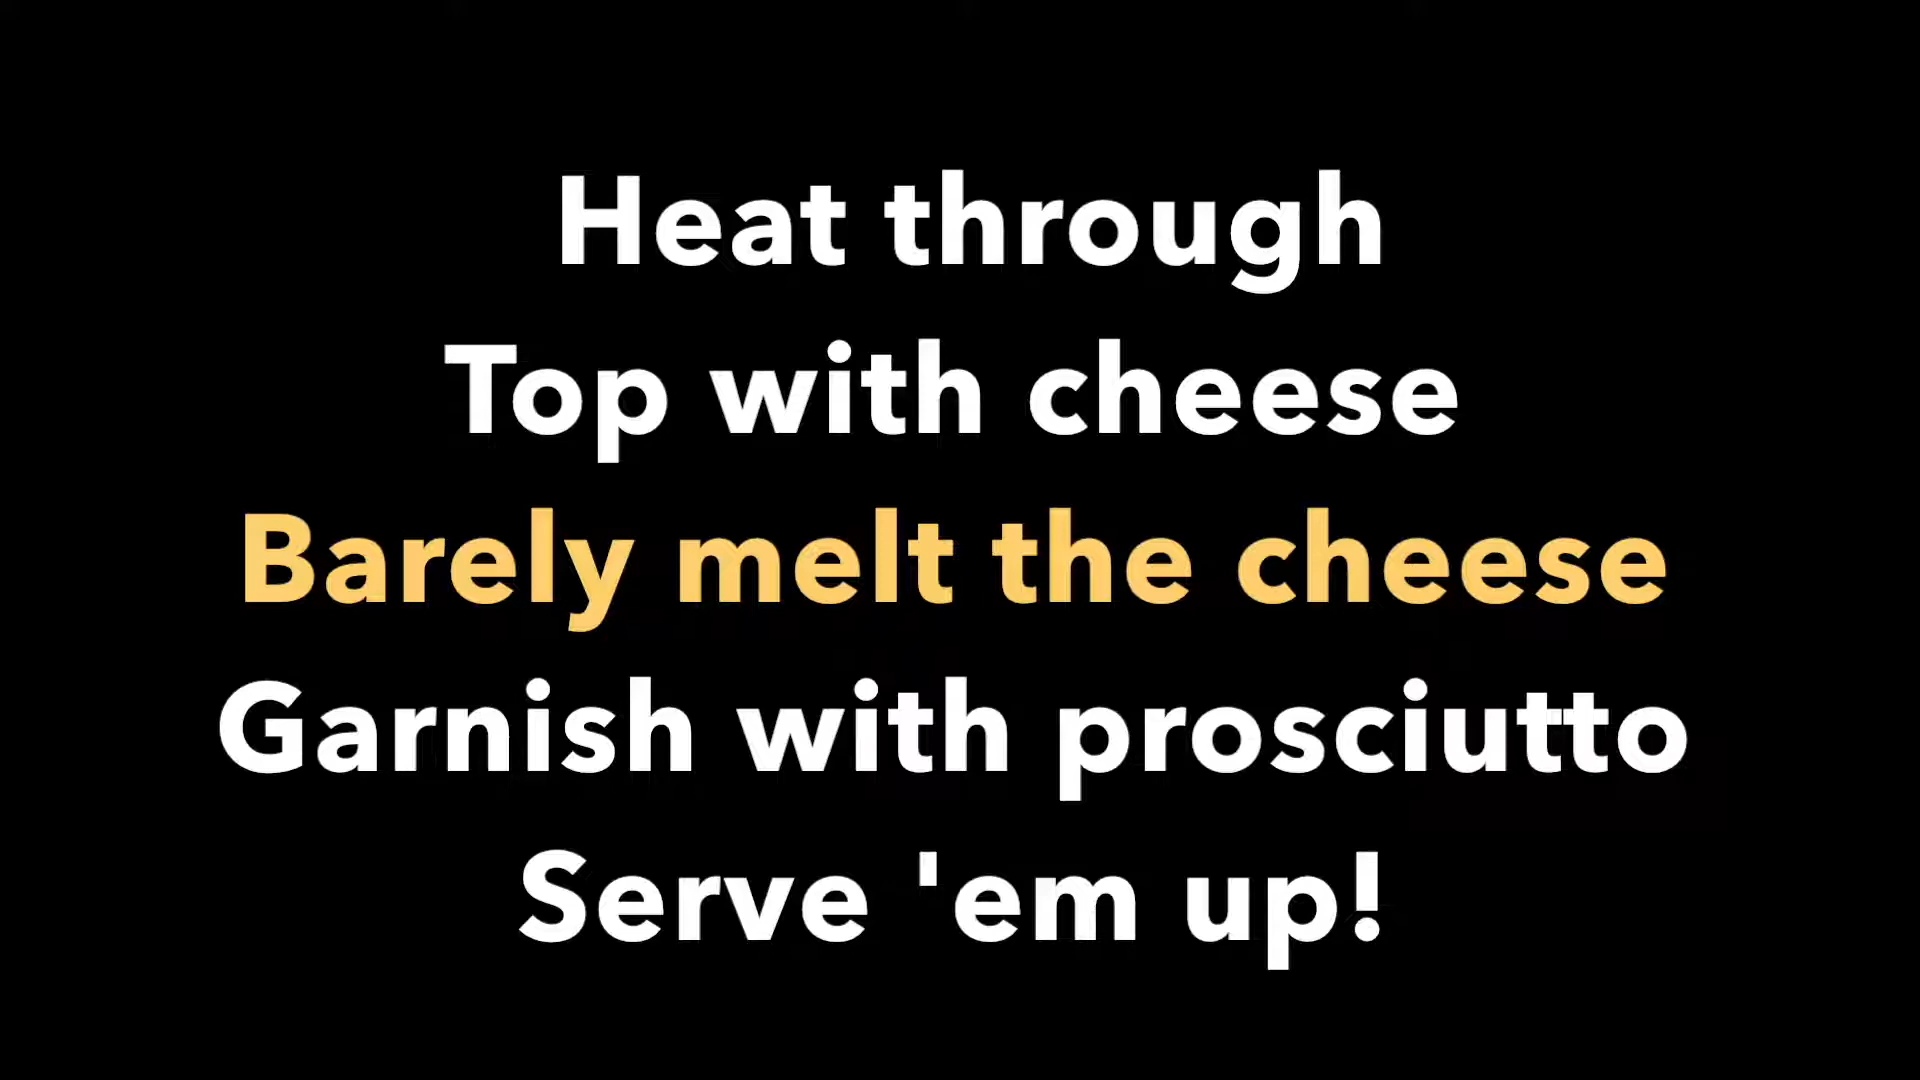 Heat through
Top with cheese
Barely melt the cheese
Garnish with prosciutto
Serve 'em up!